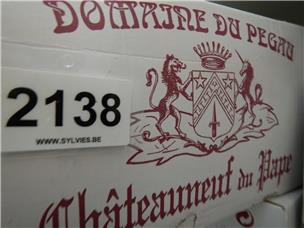 DOMAINE DU PEGAU
2138
WWW.SYLVIES.BE
Châteauneuf du Pape